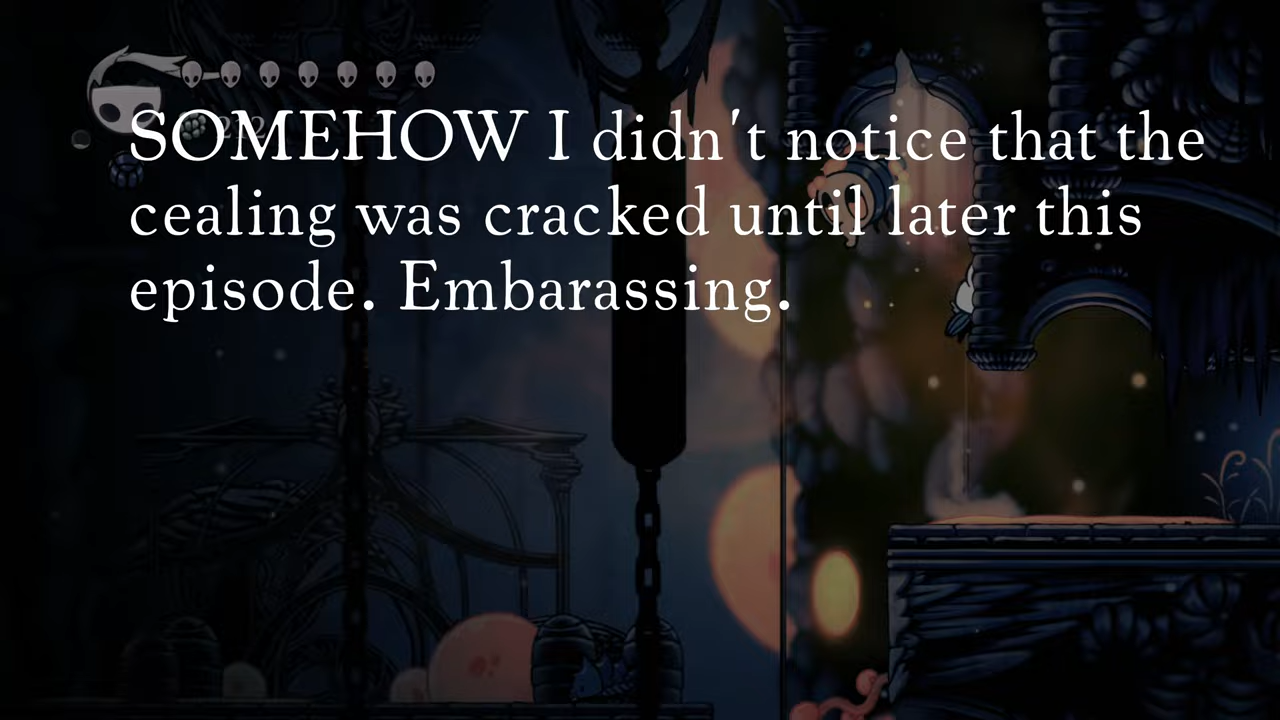 SOMEHOW I didn't notice that the
cealing was cracked until later this
episode. Embarassing.